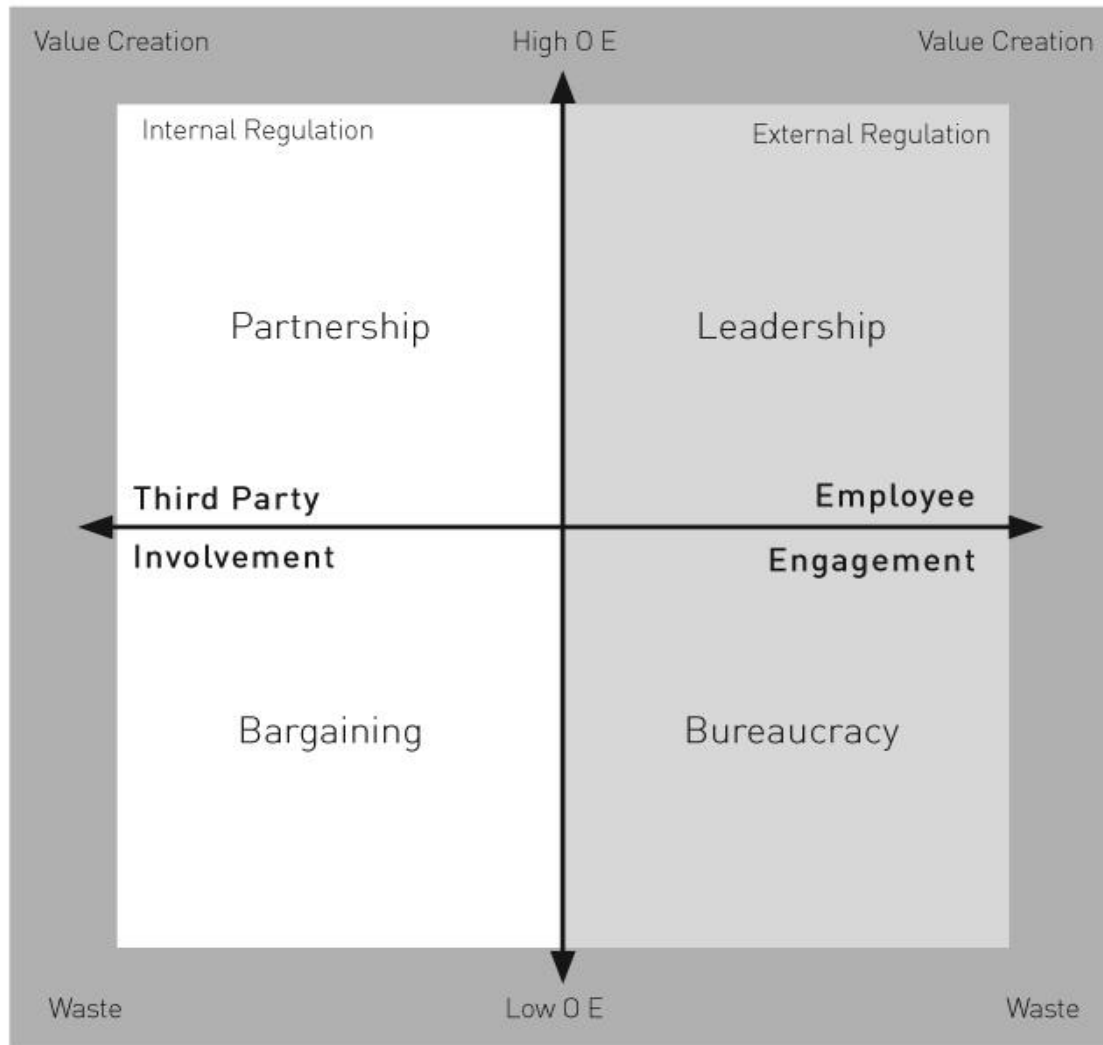 Value Creation
High O E
Value Creation
Internal Regulation
External Regulation
Partnership
Leadership
Third Party
Employee
Involvement
Engagement
Bargaining
Bureaucracy
Waste
Low O E
Waste